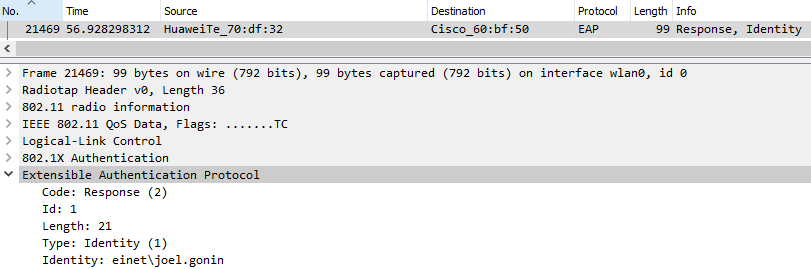 No. Time Source Destination Protocol Length Info
21469 56.928298312 HuaweiTe_70:df:32 Cisco_60:bf:50 EAP 99 Response, Identity
Frame 21469: 99 bytes on wire (792 bits), 99 bytes captured (792 bits) on interface wlan0, id 0
Radiotap Header v0, Length 36
802.11 radio information
IEEE 802.11 QoS Data, Flags: .......TC
Logical-Link Control
802.1X Authentication
Extensible Authentication Protocol
Code: Response (2)
Id: 1
Length: 21
Type: Identity (1)
Identity: einet\joel.gonin